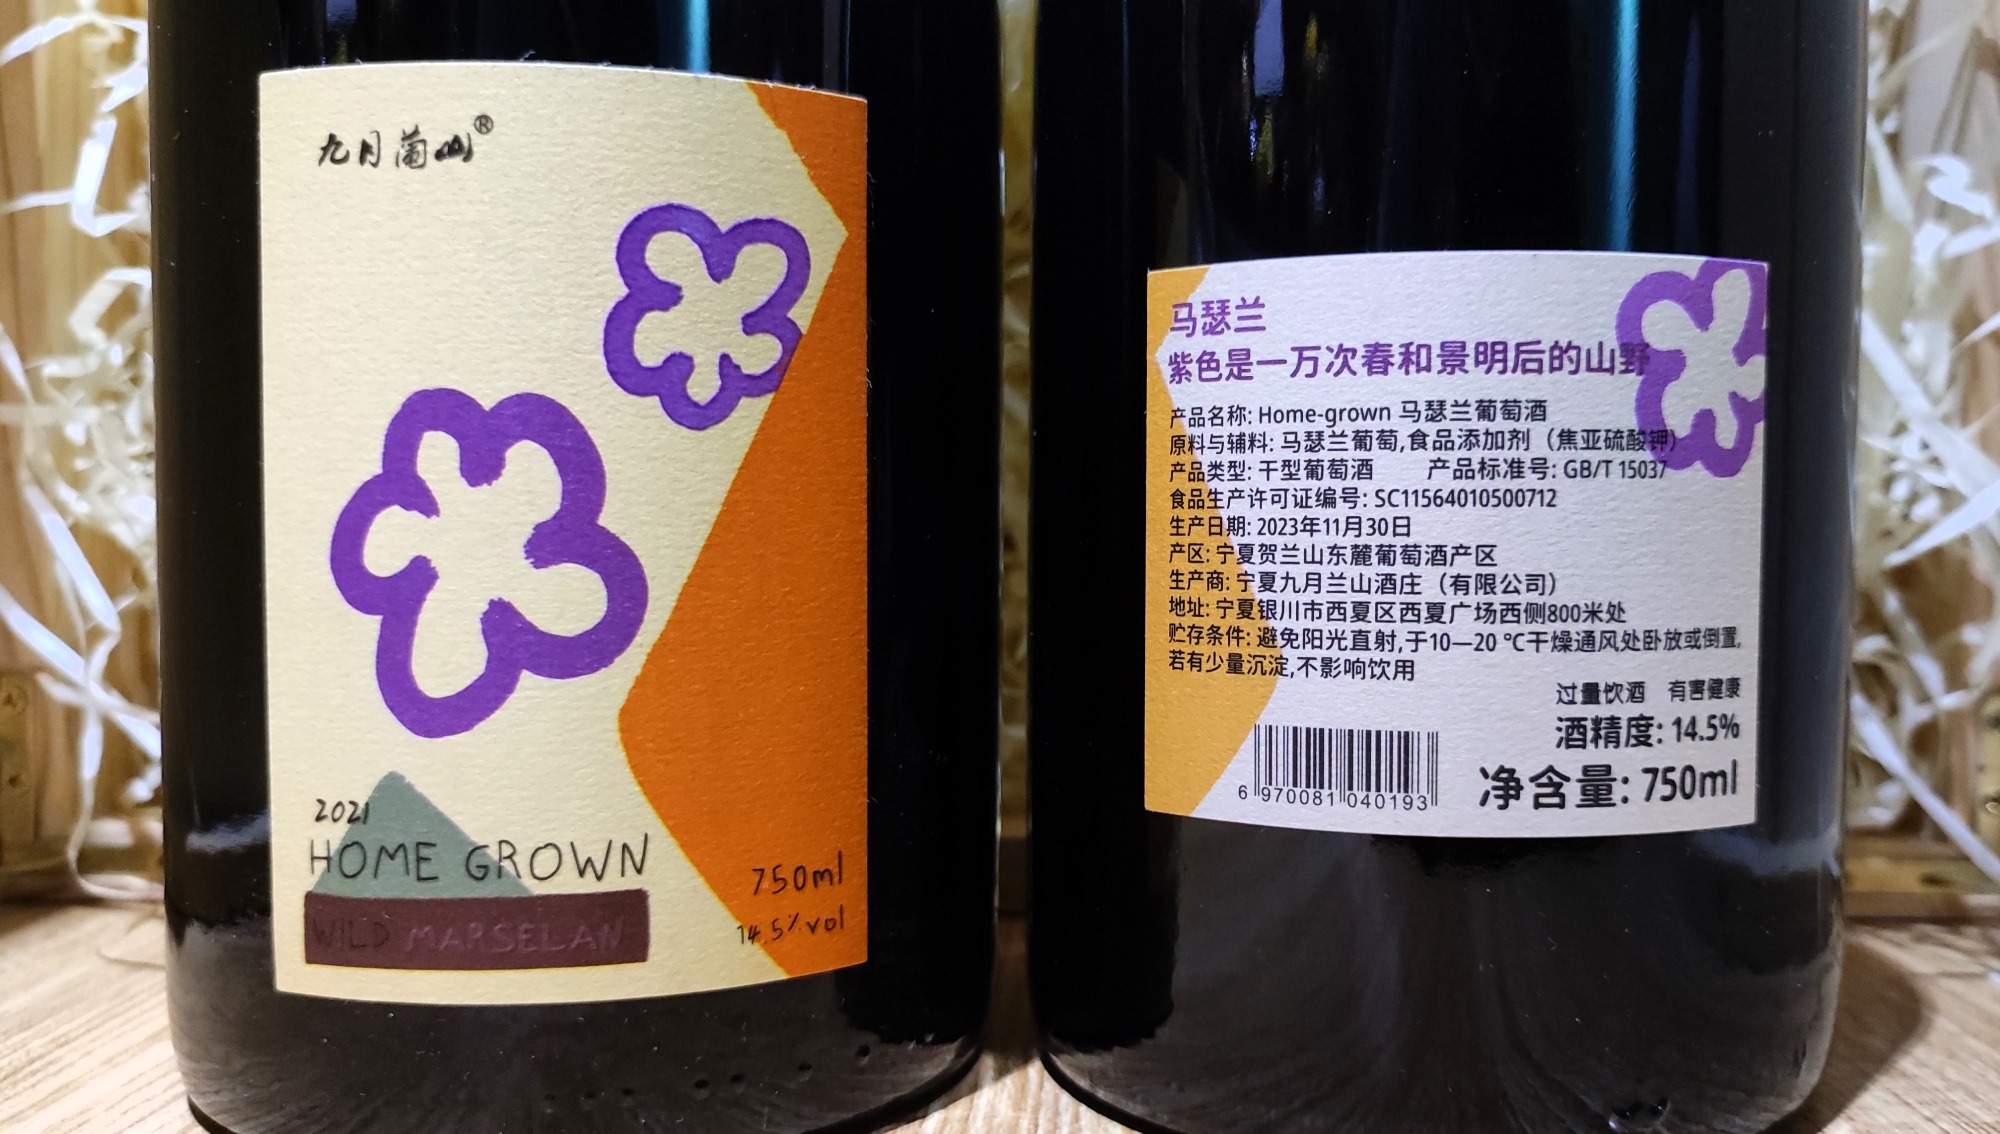 九月蘭山®
2021
HOME GROWN
WILD MARSELAN
750ml
14.5%vol
马瑟兰
紫色是一万次春和景明后的山野
产品名称: Home-grown 马瑟兰葡萄酒
原料与辅料: 马瑟兰葡萄,食品添加剂（焦亚硫酸钾）
产品类型: 干型葡萄酒 产品标准号: GB/T 15037
食品生产许可证编号: SC11564010500712
生产日期: 2023年11月30日
产区: 宁夏贺兰山东麓葡萄酒产区
生产商: 宁夏九月兰山酒庄（有限公司）
地址: 宁夏银川市西夏区西夏广场西侧800米处
贮存条件: 避免阳光直射,于10—20 ℃干燥通风处卧放或倒置,
若有少量沉淀,不影响饮用
过量饮酒 有害健康
酒精度: 14.5%
净含量: 750ml
6 970081 040193